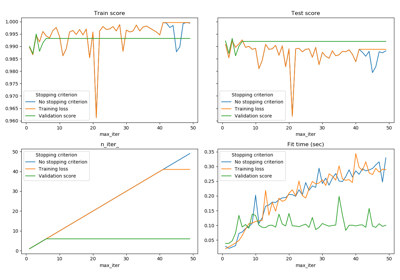 Train score
Test score
1.000
0.995
0.990
0.985
0.980
0.975
0.970
0.965
0.960
Stopping criterion
No stopping criterion
Training loss
Validation score
Stopping criterion
No stopping criterion
Training loss
Validation score
0 10 20 30 40 50
max_iter
0 10 20 30 40 50
max_iter
n_iter_
Fit time (sec)
50
40
30
20
10
0
Stopping criterion
No stopping criterion
Training loss
Validation score
0.35
0.30
0.25
0.20
0.15
0.10
0.05
Stopping criterion
No stopping criterion
Training loss
Validation score
0 10 20 30 40 50
max_iter
0 10 20 30 40 50
max_iter